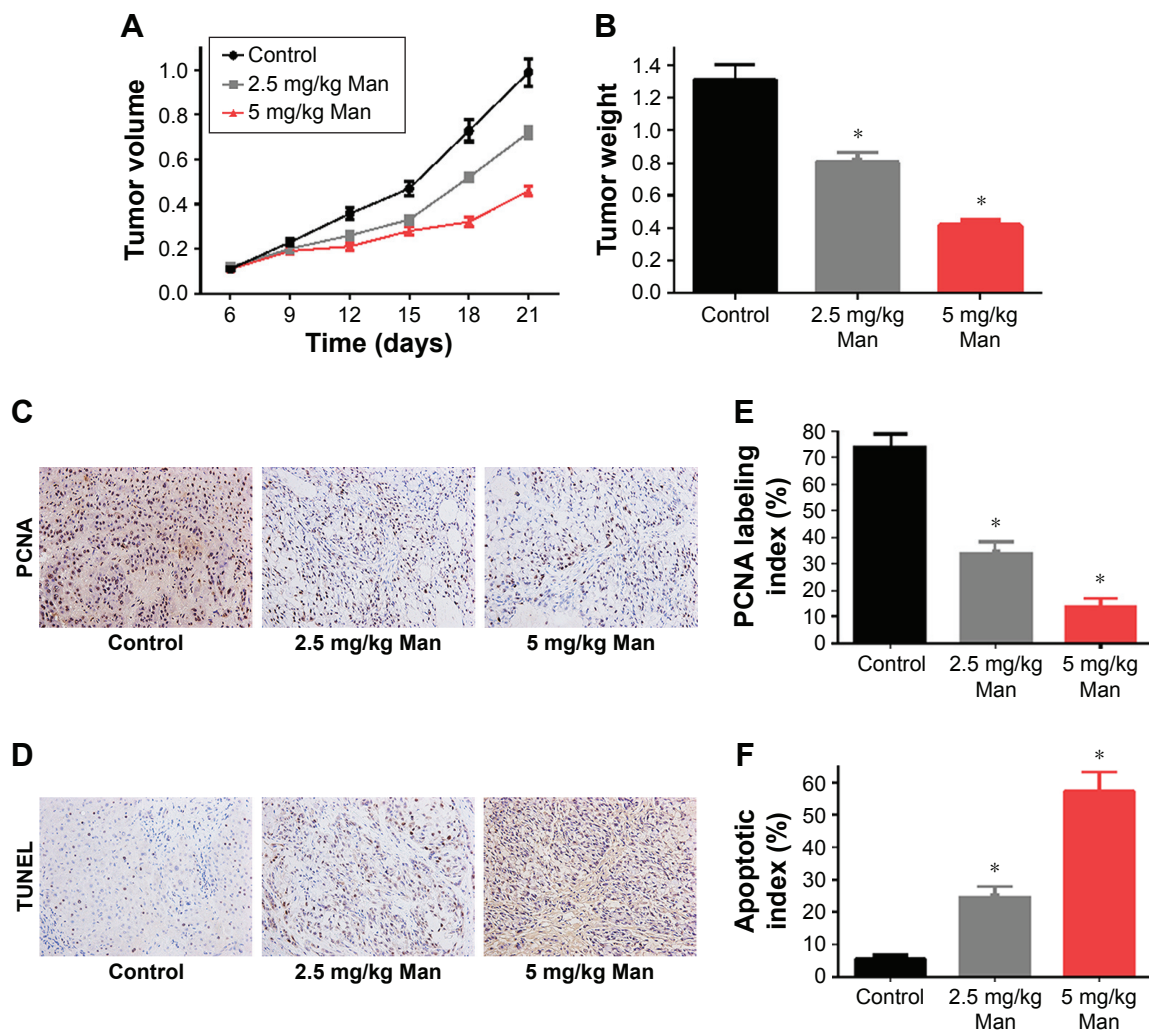 A
Control
2.5 mg/kg Man
5 mg/kg Man
Tumor volume
1.0
0.8
0.6
0.4
0.2
0.0
6 9 12 15 18 21
Time (days)
B
Tumor weight
1.4
1.2
1.0
0.8
0.6
0.4
0.2
0.0
*
*
Control 2.5 mg/kg 5 mg/kg
Man Man
C
PCNA
Control 2.5 mg/kg Man 5 mg/kg Man
E
PCNA labeling
index (%)
80
70
60
50
40
30
20
10
0
*
*
Control 2.5 mg/kg 5 mg/kg
Man Man
D
TUNEL
Control 2.5 mg/kg Man 5 mg/kg Man
F
Apoptotic
index (%)
60
50
40
30
20
10
0
*
*
Control 2.5 mg/kg 5 mg/kg
Man Man